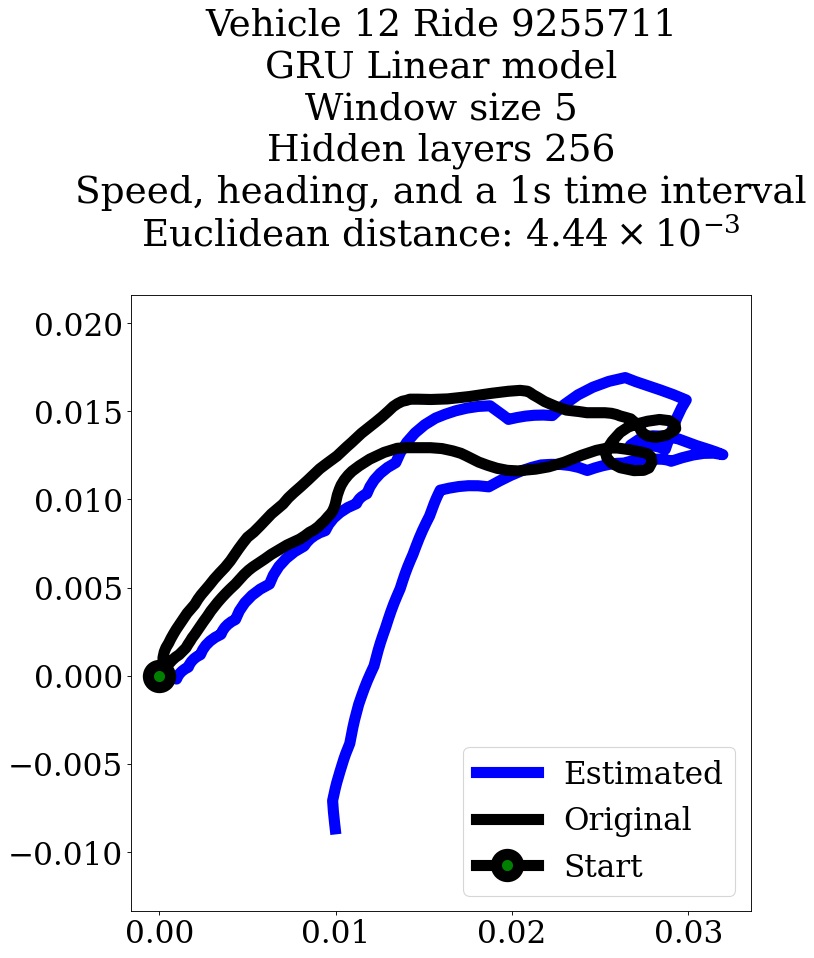 Vehicle 12 Ride 9255711
GRU Linear model
Window size 5
Hidden layers 256
Speed, heading, and a 1s time interval
Euclidean distance: 4.44 × 10⁻³
0.020
0.015
0.010
0.005
0.000
−0.005
−0.010
Estimated
Original
Start
0.00 0.01 0.02 0.03